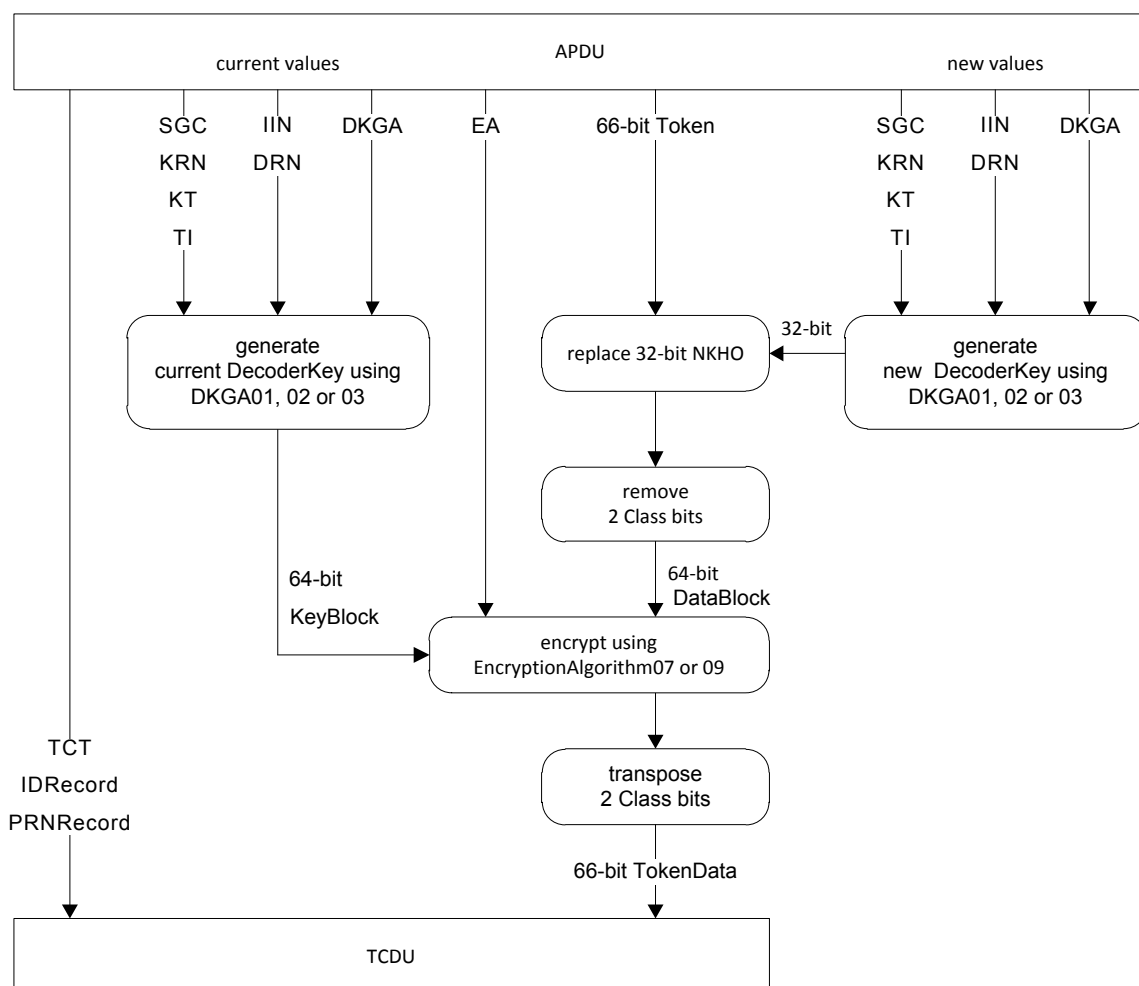 APDU
current values
new values
SGC
KRN
KT
TI
IIN
DRN
DKGA
EA
66-bit Token
SGC
KRN
KT
TI
IIN
DRN
DKGA
generate
current DecoderKey using
DKGA01, 02 or 03
replace 32-bit NKHO
32-bit
generate
new DecoderKey using
DKGA01, 02 or 03
remove
2 Class bits
64-bit
KeyBlock
64-bit
DataBlock
encrypt using
EncryptionAlgorithm07 or 09
TCT
IDRecord
PRNRecord
transpose
2 Class bits
66-bit TokenData
TCDU